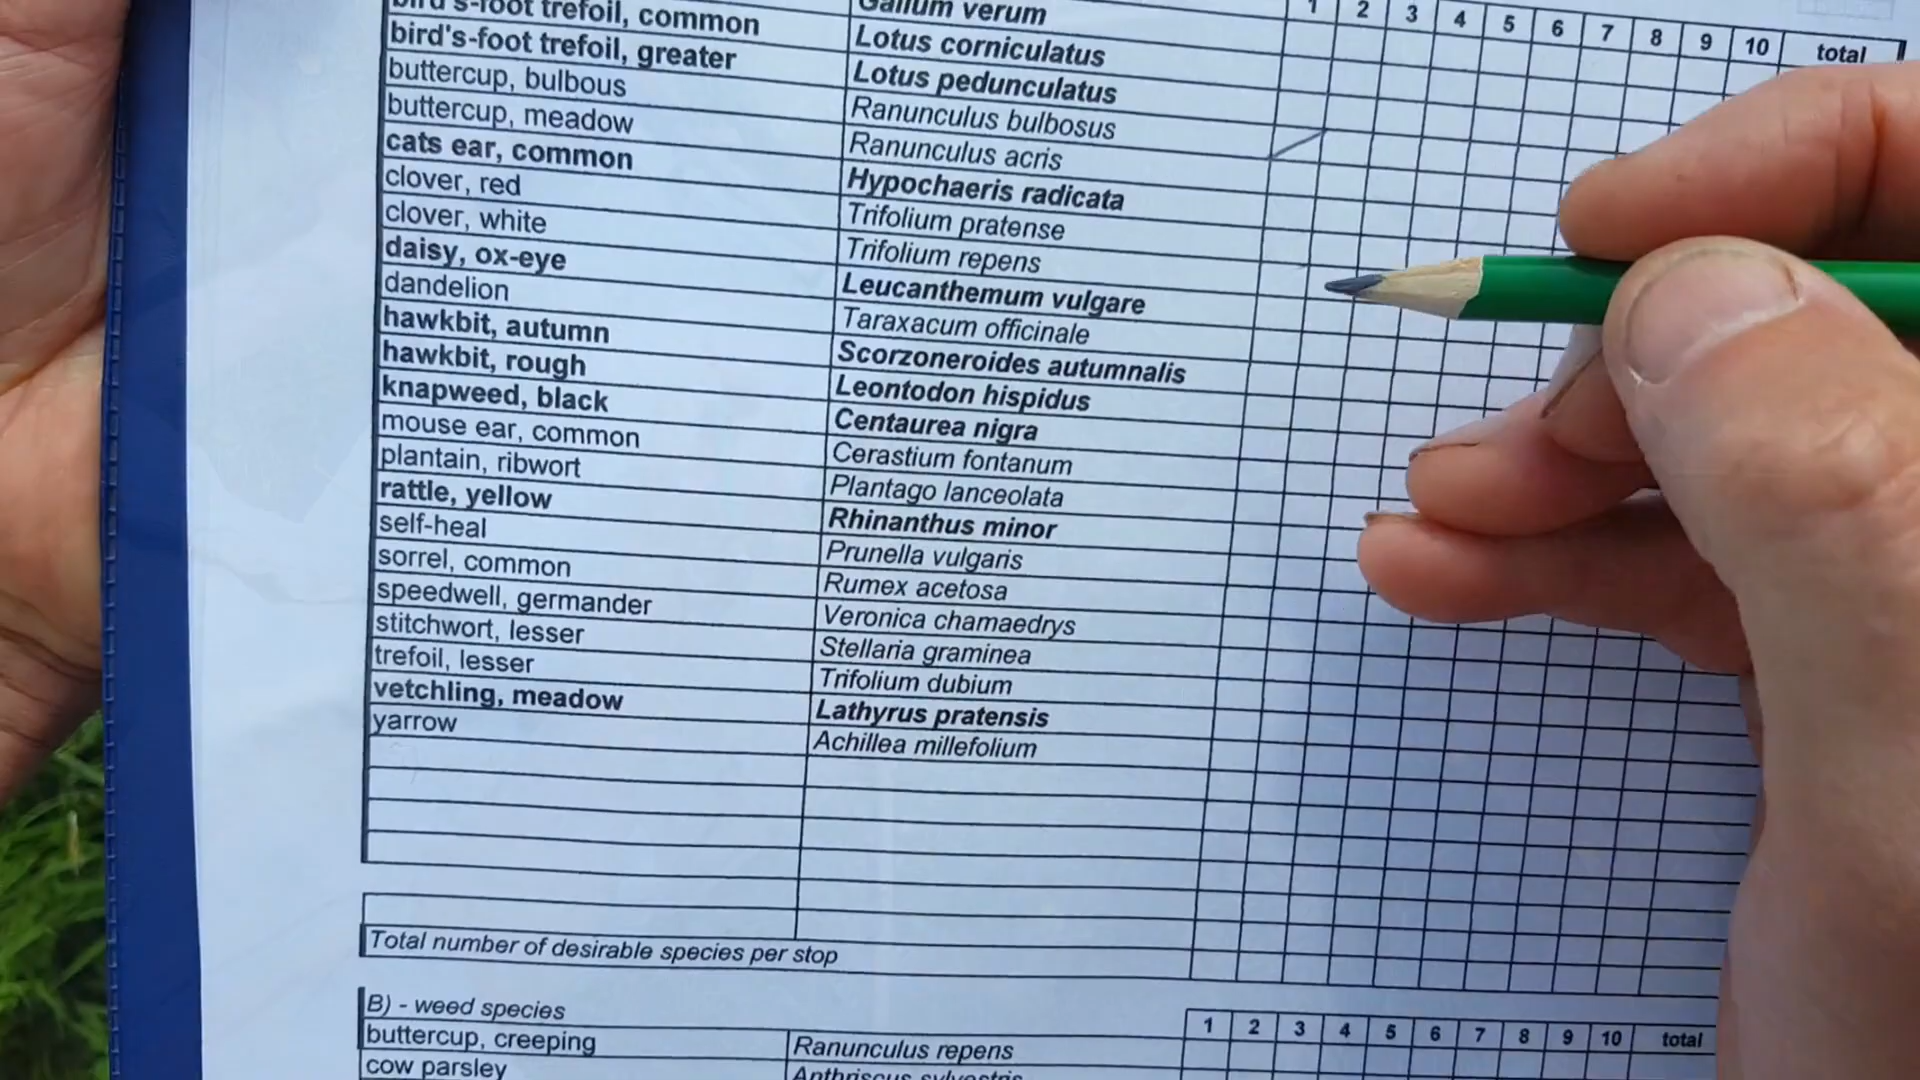 bird's-foot trefoil, common Galium verum 1 2 3 4 5 6 7 8 9 10 total
bird's-foot trefoil, greater Lotus corniculatus
buttercup, bulbous Lotus pedunculatus
buttercup, meadow Ranunculus bulbosus
cats ear, common Ranunculus acris
clover, red Hypochaeris radicata
clover, white Trifolium pratense
daisy, ox-eye Trifolium repens
dandelion Leucanthemum vulgare
hawkbit, autumn Taraxacum officinale
hawkbit, rough Scorzoneroides autumnalis
knapweed, black Leontodon hispidus
mouse ear, common Centaurea nigra
plantain, ribwort Cerastium fontanum
rattle, yellow Plantago lanceolata
self-heal Rhinanthus minor
sorrel, common Prunella vulgaris
speedwell, germander Rumex acetosa
stitchwort, lesser Veronica chamaedrys
trefoil, lesser Stellaria graminea
vetchling, meadow Trifolium dubium
yarrow Lathyrus pratensis
Achillea millefolium
Total number of desirable species per stop
B) - weed species 1 2 3 4 5 6 7 8 9 10 total
buttercup, creeping Ranunculus repens
cow parsley Anthriscus sylvestris